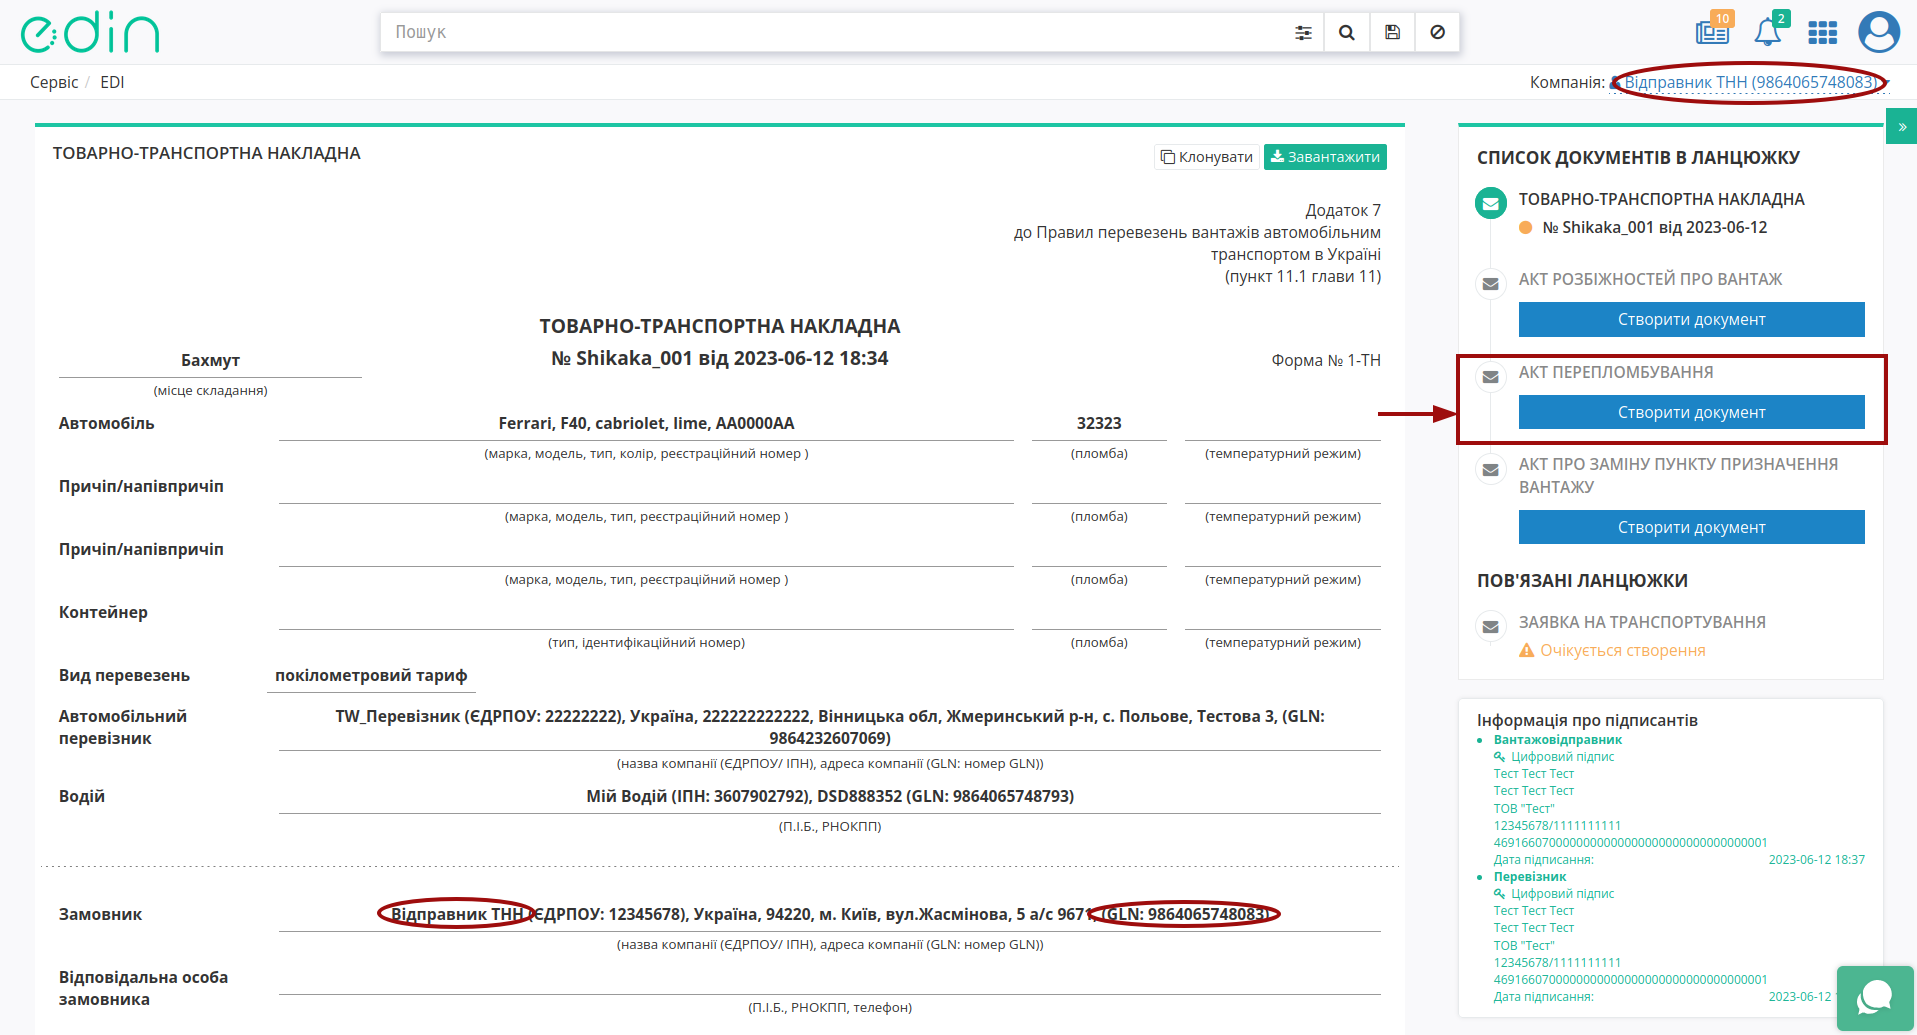 edin
Пошук
10
2
Сервіс / EDI
Компанія: Відправник ТНН (9864065748083)
»
ТОВАРНО-ТРАНСПОРТНА НАКЛАДНА
Клонувати
Завантажити
Додаток 7
до Правил перевезень вантажів автомобільним
транспортом в Україні
(пункт 11.1 глави 11)
ТОВАРНО-ТРАНСПОРТНА НАКЛАДНА
Бахмут
№ Shikaka_001 від 2023-06-12 18:34
Форма № 1-ТН
(місце складання)
Автомобіль
Ferrari, F40, cabriolet, lime, AA0000AA
32323
(марка, модель, тип, колір, реєстраційний номер )
(пломба)
(температурний режим)
Причіп/напівпричіп
(марка, модель, тип, реєстраційний номер )
(пломба)
(температурний режим)
Причіп/напівпричіп
(марка, модель, тип, реєстраційний номер )
(пломба)
(температурний режим)
Контейнер
(тип, ідентифікаційний номер)
(пломба)
(температурний режим)
Вид перевезень
покілометровий тариф
Автомобільний
перевізник
TW_Перевізник (ЄДРПОУ: 22222222), Україна, 222222222222, Вінницька обл, Жмеринський р-н, с. Польове, Тестова 3, (GLN:
9864232607069)
(назва компанії (ЄДРПОУ/ ІПН), адреса компанії (GLN: номер GLN))
Водій
Мій Водій (ІПН: 3607902792), DSD888352 (GLN: 9864065748793)
(П.І.Б., РНОКПП)
Замовник
Відправник ТНН (ЄДРПОУ: 12345678), Україна, 94220, м. Київ, вул.Жасмінова, 5 а/с 9671, (GLN: 9864065748083)
(назва компанії (ЄДРПОУ/ ІПН), адреса компанії (GLN: номер GLN))
Відповідальна особа
замовника
(П.І.Б., РНОКПП, телефон)
СПИСОК ДОКУМЕНТІВ В ЛАНЦЮЖКУ
ТОВАРНО-ТРАНСПОРТНА НАКЛАДНА
№ Shikaka_001 від 2023-06-12
АКТ РОЗБІЖНОСТЕЙ ПРО ВАНТАЖ
Створити документ
АКТ ПЕРЕПЛОМБУВАННЯ
Створити документ
АКТ ПРО ЗАМІНУ ПУНКТУ ПРИЗНАЧЕННЯ
ВАНТАЖУ
Створити документ
ПОВ'ЯЗАНІ ЛАНЦЮЖКИ
ЗАЯВКА НА ТРАНСПОРТУВАННЯ
Очікується створення
Інформація про підписантів
Вантажовідправник
Цифровий підпис
Тест Тест Тест
Тест Тест Тест
ТОВ "Тест"
12345678/1111111111
Дата підписання: 2023-06-12 18:37
Перевізник
Цифровий підпис
Тест Тест Тест
Тест Тест Тест
ТОВ "Тест"
12345678/1111111111
Дата підписання: 2023-06-12